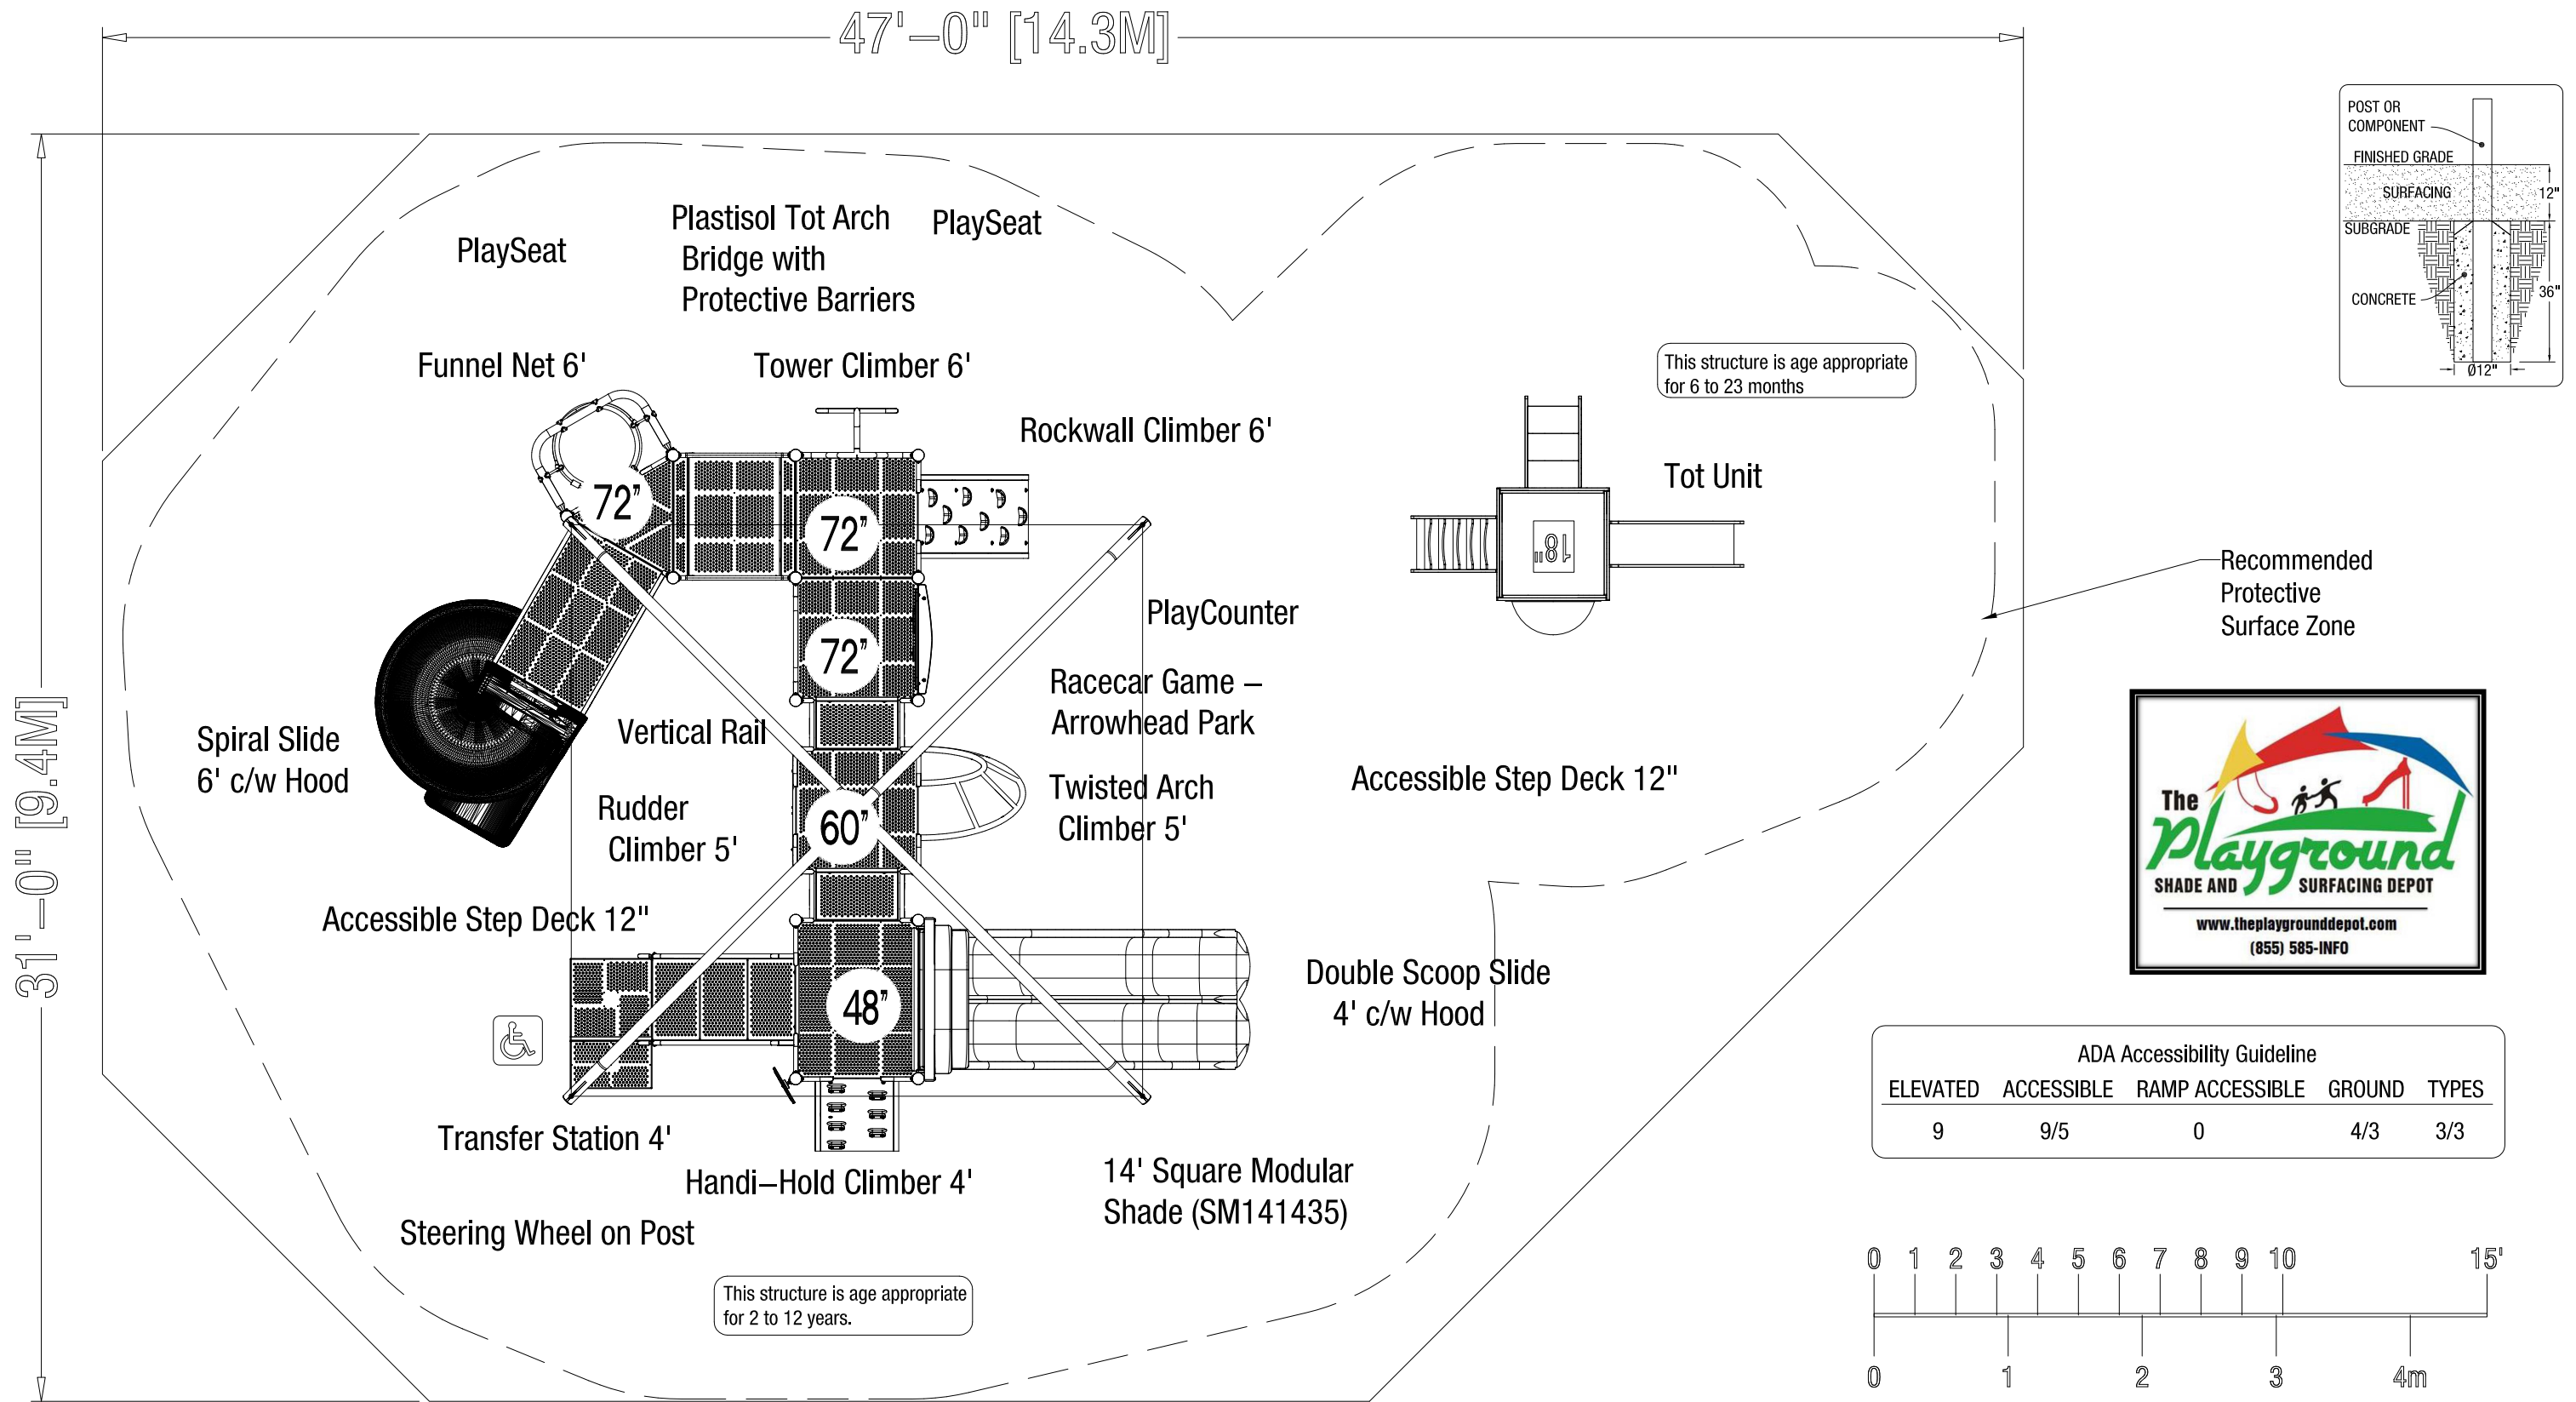 47'–0" [14.3M]
31'–0" [9.4M]
POST OR
COMPONENT
FINISHED GRADE
SURFACING
12"
SUBGRADE
CONCRETE
36"
Ø12"
PlaySeat
Plastisol Tot Arch
Bridge with
Protective Barriers
PlaySeat
Funnel Net 6'
Tower Climber 6'
Rockwall Climber 6'
This structure is age appropriate
for 6 to 23 months
Tot Unit
72"
72"
18"
72"
PlayCounter
Recommended
Protective
Surface Zone
Racecar Game –
Arrowhead Park
Spiral Slide
6' c/w Hood
Vertical Rail
Rudder
Climber 5'
60"
Twisted Arch
Climber 5'
Accessible Step Deck 12"
Accessible Step Deck 12"
48"
Double Scoop Slide
4' c/w Hood
Transfer Station 4'
Handi–Hold Climber 4'
14' Square Modular
Shade (SM141435)
Steering Wheel on Post
This structure is age appropriate
for 2 to 12 years.
The
Playground
SHADE AND SURFACING DEPOT
www.theplaygrounddepot.com
(855) 585-INFO
ADA Accessibility Guideline
ELEVATED ACCESSIBLE RAMP ACCESSIBLE GROUND TYPES
9 9/5 0 4/3 3/3
0 1 2 3 4 5 6 7 8 9 10 15'
0 1 2 3 4m